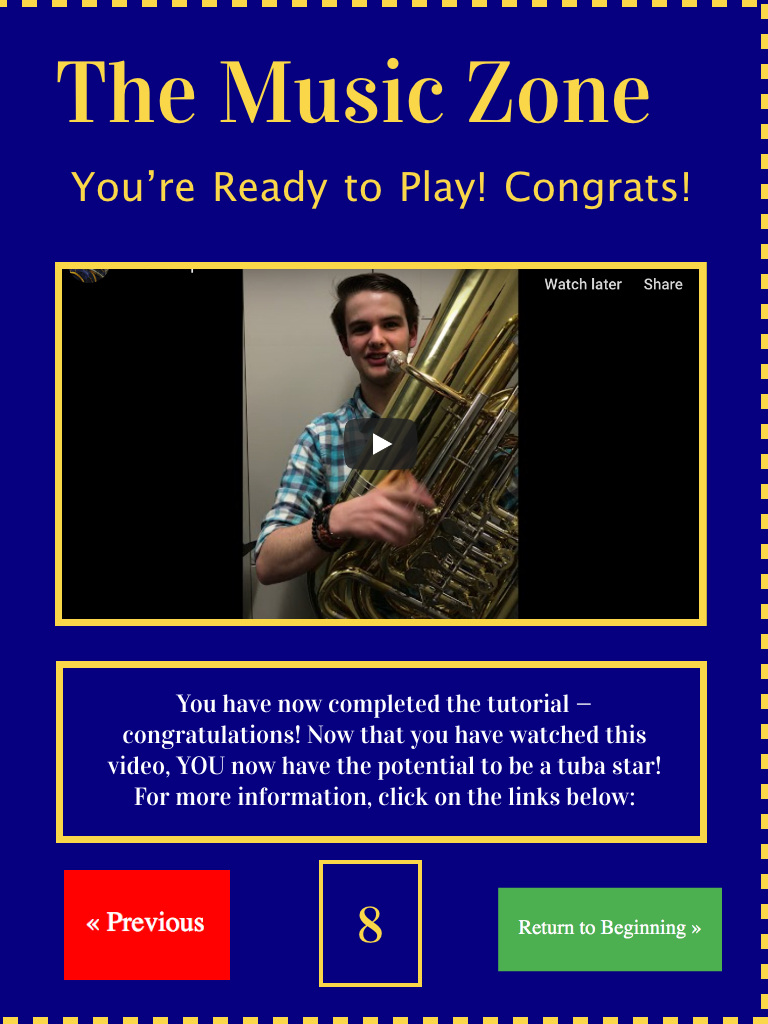 The Music Zone
You’re Ready to Play! Congrats!
Watch later Share
You have now completed the tutorial –
congratulations! Now that you have watched this
video, YOU now have the potential to be a tuba star!
For more information, click on the links below:
« Previous
8
Return to Beginning »